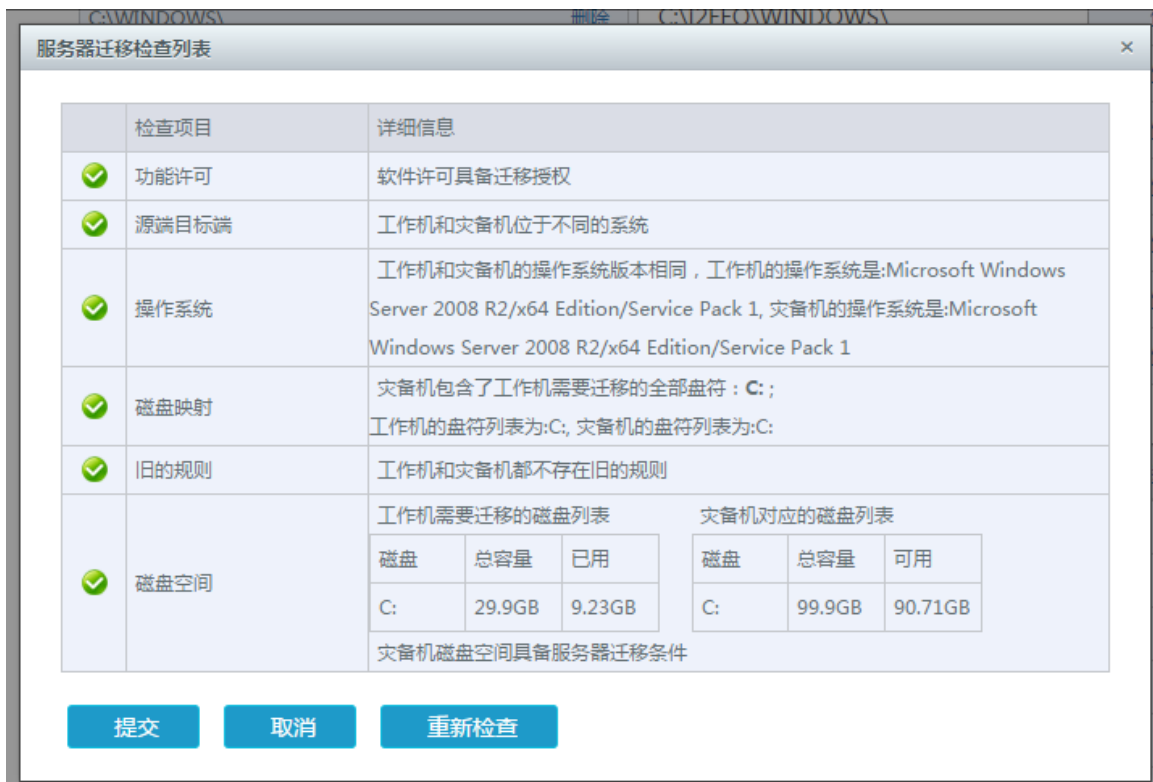 C:\WINDOWS\ 删除 C:\I2FFO\WINDOWS\
服务器迁移检查列表 ×
检查项目 详细信息
功能许可 软件许可具备迁移授权
源端目标端 工作机和灾备机位于不同的系统
工作机和灾备机的操作系统版本相同，工作机的操作系统是:Microsoft Windows
操作系统 Server 2008 R2/x64 Edition/Service Pack 1, 灾备机的操作系统是:Microsoft
Windows Server 2008 R2/x64 Edition/Service Pack 1
磁盘映射 灾备机包含了工作机需要迁移的全部盘符：C:；
工作机的盘符列表为:C:, 灾备机的盘符列表为:C:
旧的规则 工作机和灾备机都不存在旧的规则
工作机需要迁移的磁盘列表 灾备机对应的磁盘列表
磁盘空间
磁盘 总容量 已用 磁盘 总容量 可用
C: 29.9GB 9.23GB C: 99.9GB 90.71GB
灾备机磁盘空间具备服务器迁移条件
提交 取消 重新检查